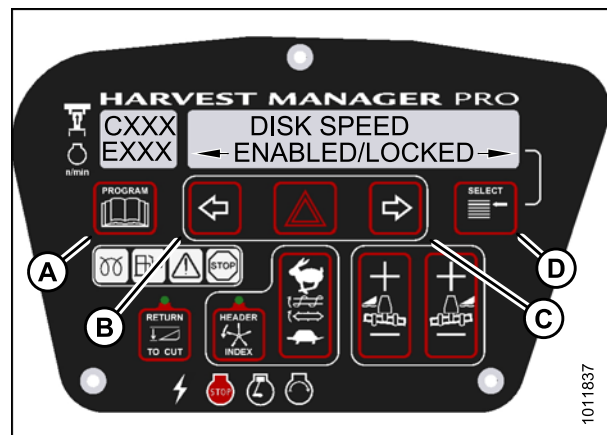 HARVEST MANAGER PRO
CXXX
EXXX
DISK SPEED
ENABLED/LOCKED
n/min
PROGRAM
SELECT
A
B
C
D
STOP
RETURN
TO CUT
HEADER
INDEX
STOP
1011837